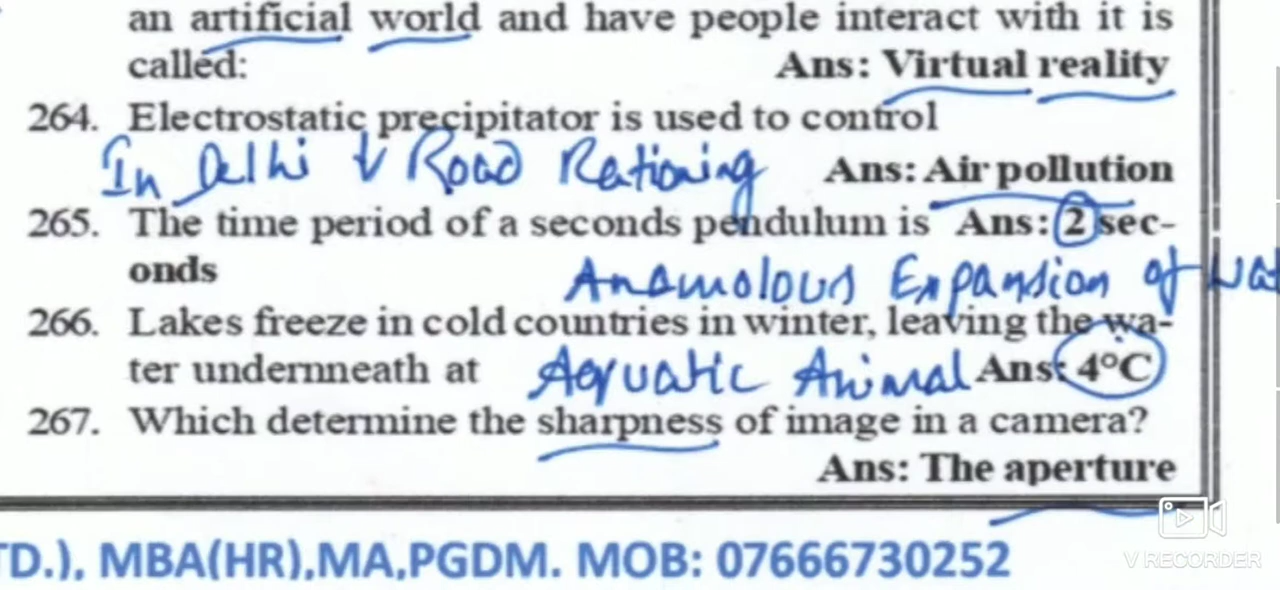 an artificial world and have people interact with it is
called: Ans: Virtual reality
264. Electrostatic precipitator is used to control
In Delhi Road Rationing Ans: Air pollution
265. The time period of a seconds pendulum is Ans: 2 sec-
onds
Anamolous Expansion of wat
266. Lakes freeze in cold countries in winter, leaving the wa-
ter undernneath at Aquatic Animal Ans: 4°C
267. Which determine the sharpness of image in a camera?
Ans: The aperture
TD.), MBA(HR),MA,PGDM. MOB: 07666730252
V RECORDER